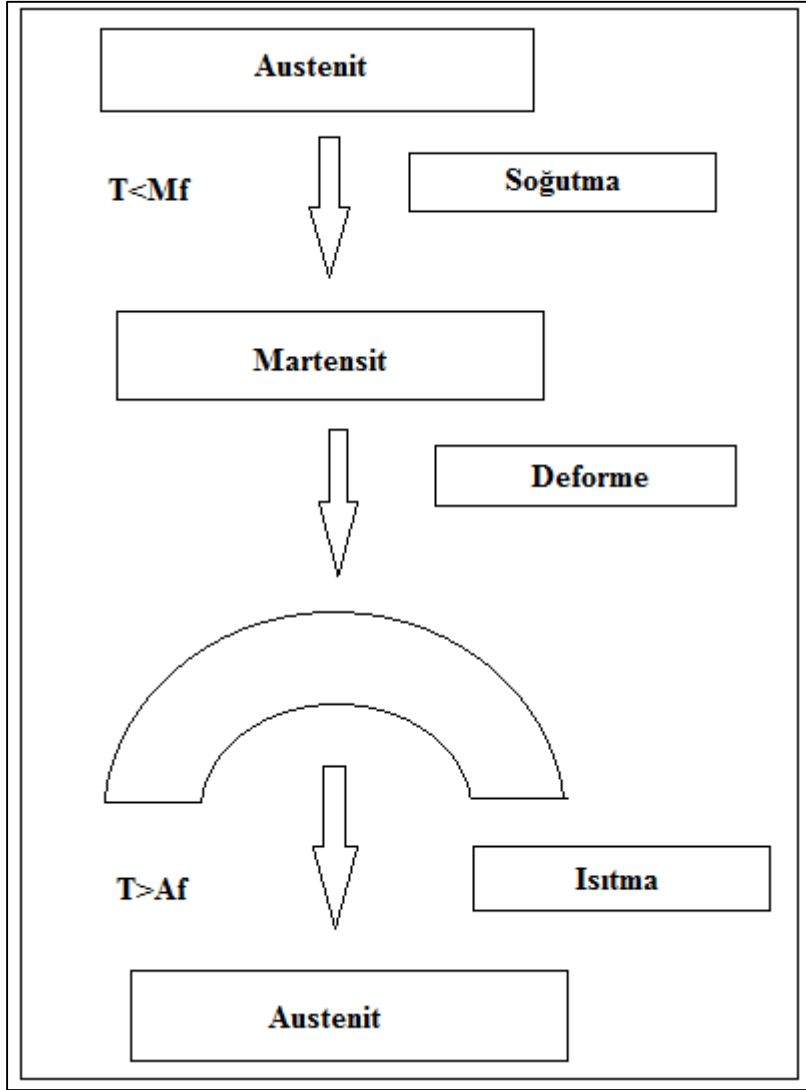 Austenit
T<Mf
Soğutma
Martensit
Deforme
T>Af
Isıtma
Austenit